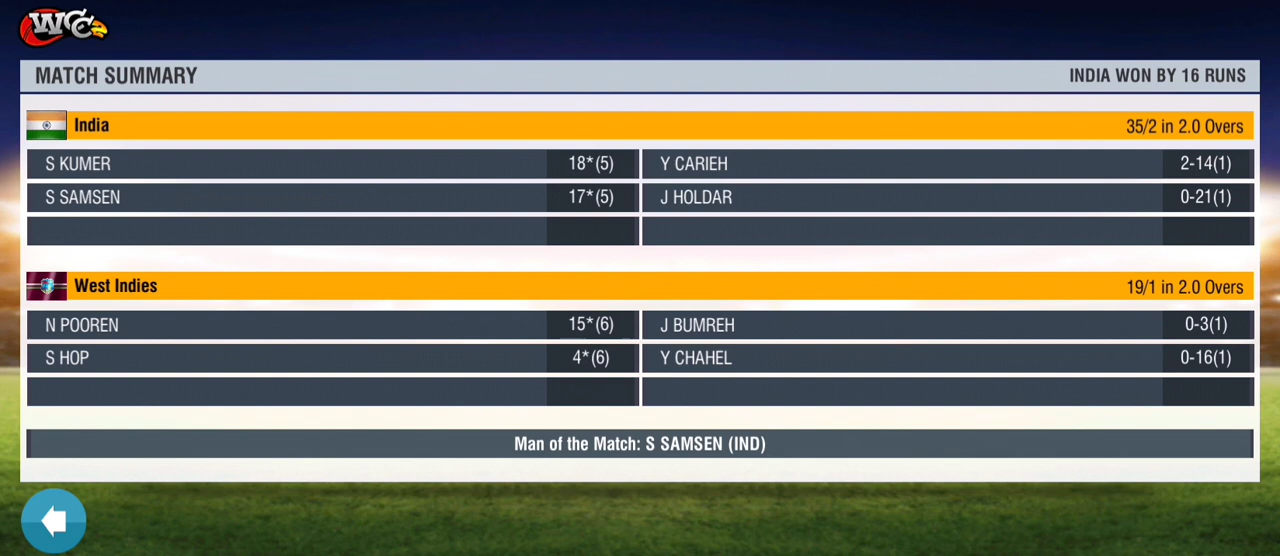 WCC
MATCH SUMMARY INDIA WON BY 16 RUNS
India 35/2 in 2.0 Overs
S KUMER 18*(5) Y CARIEH 2-14(1)
S SAMSEN 17*(5) J HOLDAR 0-21(1)
West Indies 19/1 in 2.0 Overs
N POOREN 15*(6) J BUMREH 0-3(1)
S HOP 4*(6) Y CHAHEL 0-16(1)
Man of the Match: S SAMSEN (IND)